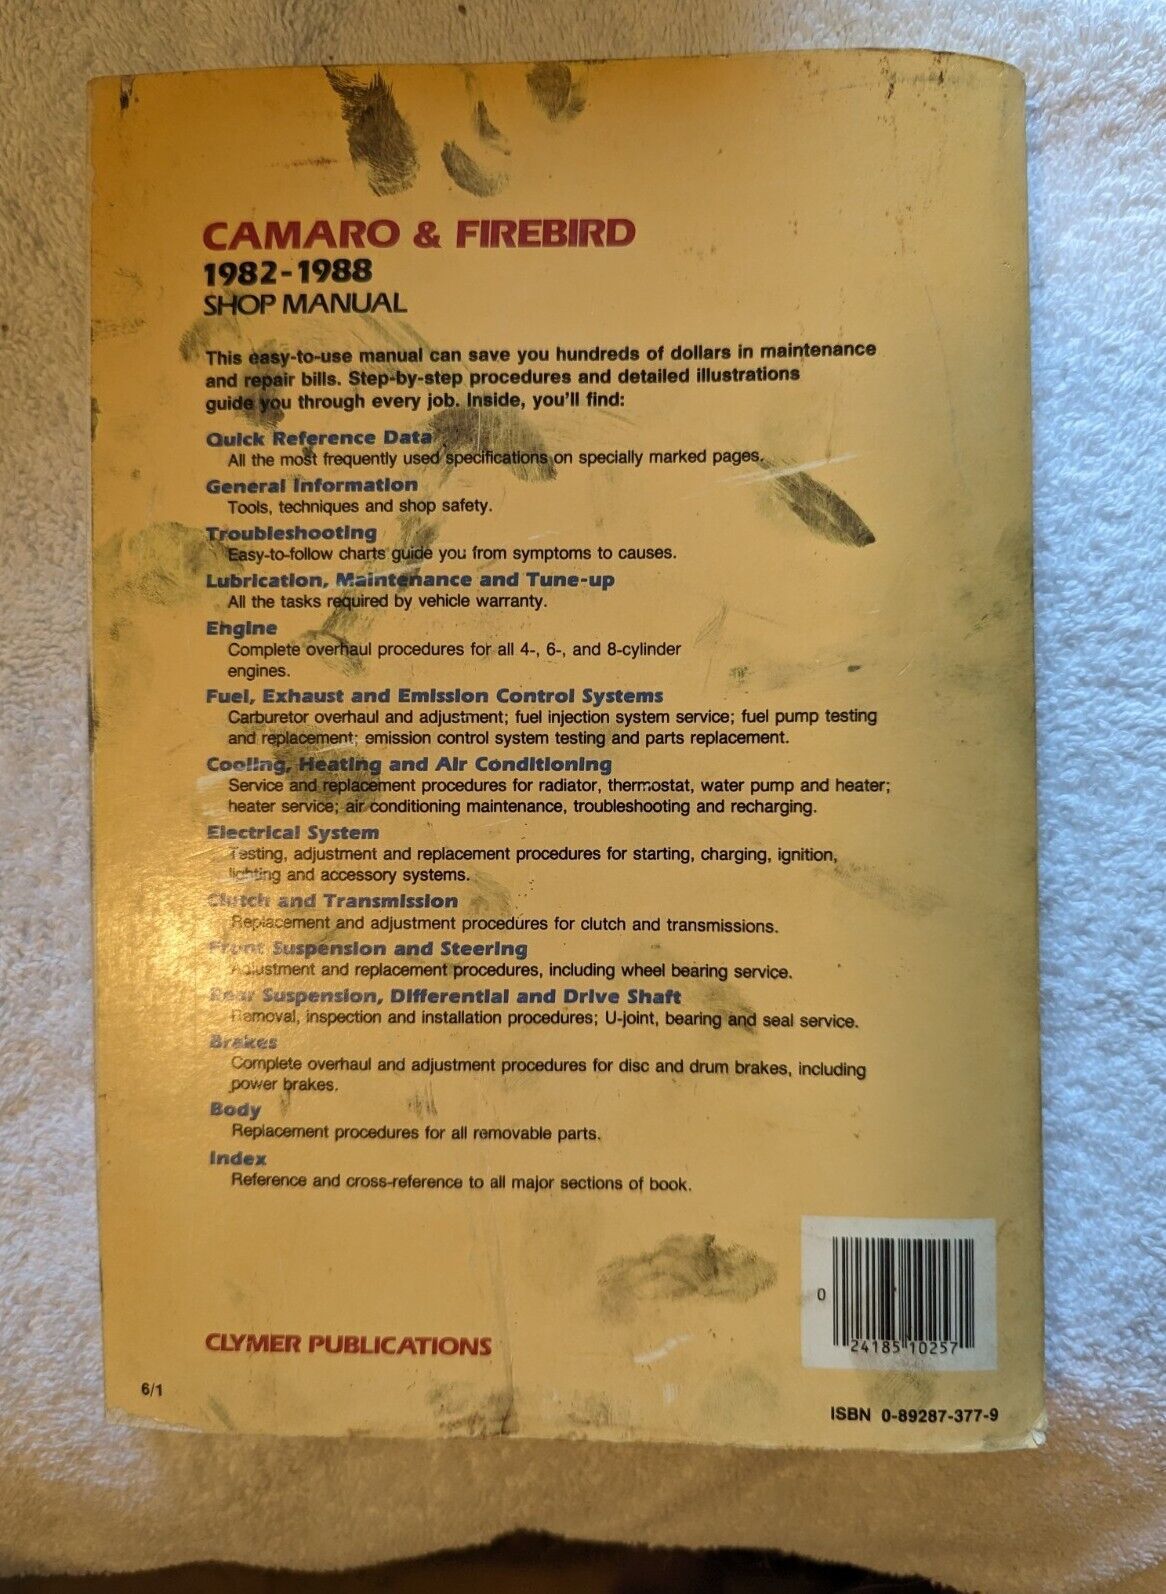 CAMARO & FIREBIRD
1982-1988
SHOP MANUAL
This easy-to-use manual can save you hundreds of dollars in maintenance
and repair bills. Step-by-step procedures and detailed illustrations
guide you through every job. Inside, you'll find:
Quick Reference Data
All the most frequently used specifications on specially marked pages.
General Information
Tools, techniques and shop safety.
Troubleshooting
Easy-to-follow charts guide you from symptoms to causes.
Lubrication, Maintenance and Tune-up
All the tasks required by vehicle warranty.
Engine
Complete overhaul procedures for all 4-, 6-, and 8-cylinder
engines.
Fuel, Exhaust and Emission Control Systems
Carburetor overhaul and adjustment; fuel injection system service; fuel pump testing
and replacement; emission control system testing and parts replacement.
Cooling, Heating and Air Conditioning
Service and replacement procedures for radiator, thermostat, water pump and heater;
heater service; air conditioning maintenance, troubleshooting and recharging.
Electrical System
Testing, adjustment and replacement procedures for starting, charging, ignition,
lighting and accessory systems.
Clutch and Transmission
Replacement and adjustment procedures for clutch and transmissions.
Front Suspension and Steering
Adjustment and replacement procedures, including wheel bearing service.
Rear Suspension, Differential and Drive Shaft
Removal, inspection and installation procedures; U-joint, bearing and seal service.
Brakes
Complete overhaul and adjustment procedures for disc and drum brakes, including
power brakes.
Body
Replacement procedures for all removable parts.
Index
Reference and cross-reference to all major sections of book.
0
24185 10257
CLYMER PUBLICATIONS
6/1
ISBN 0-89287-377-9